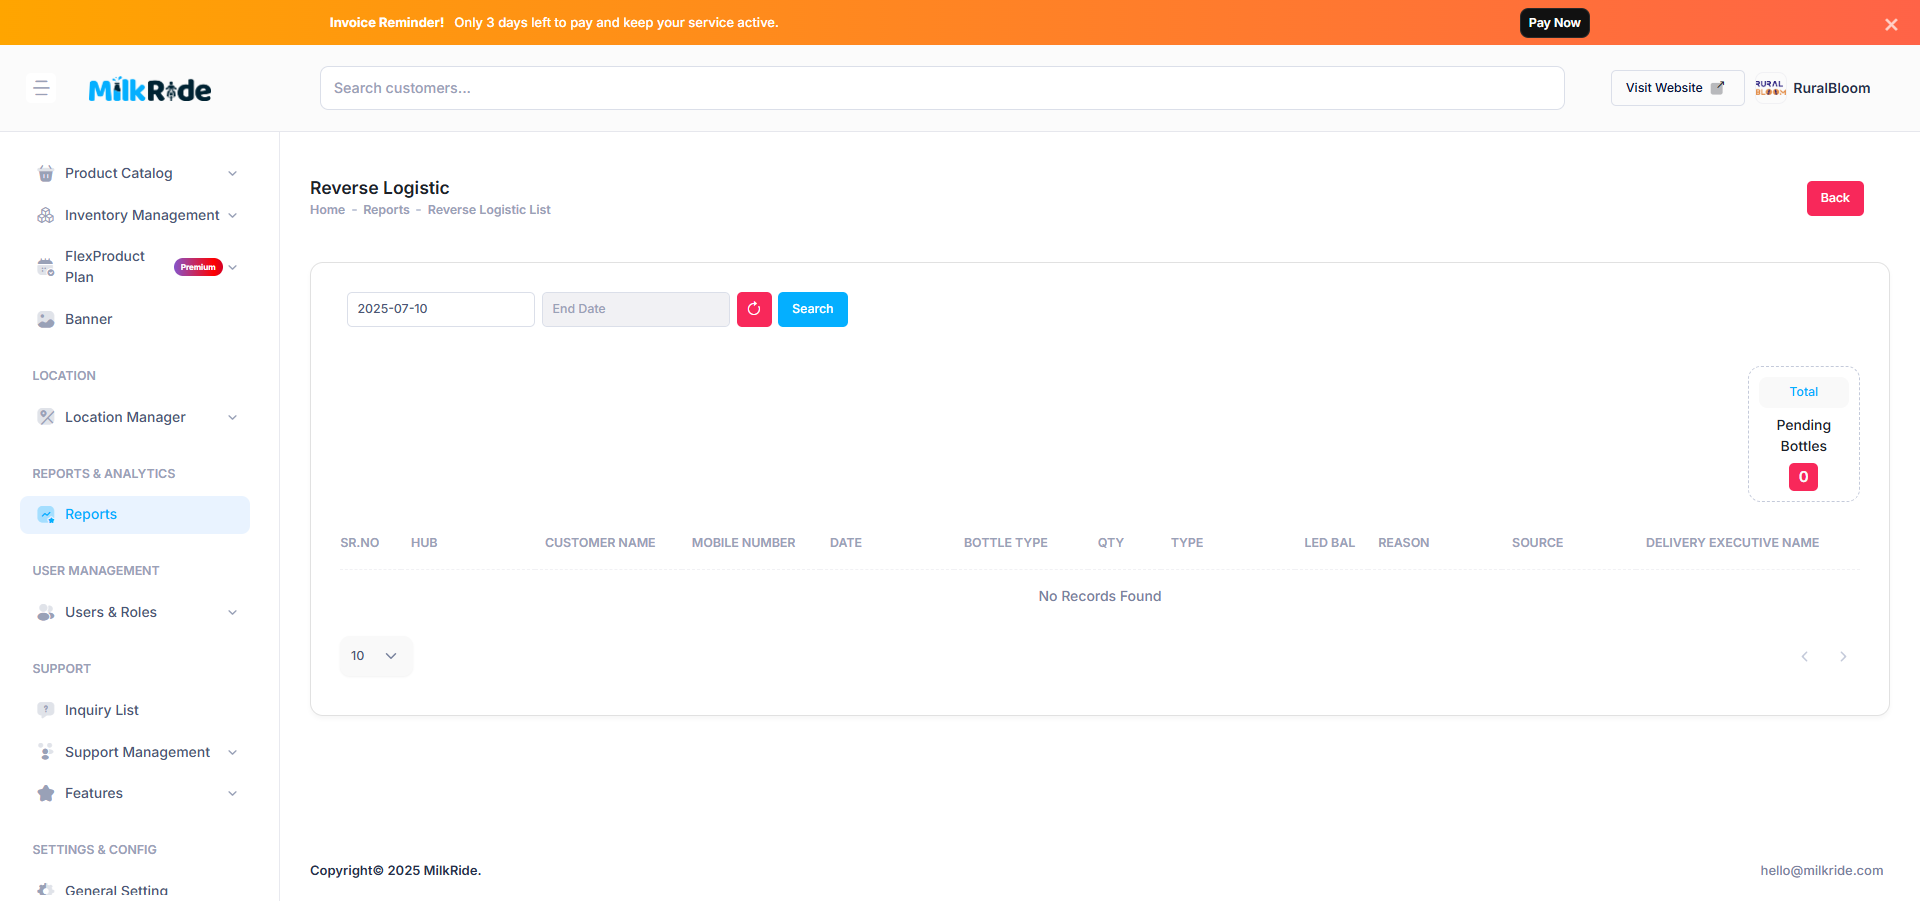 Invoice Reminder! Only 3 days left to pay and keep your service active.
Pay Now
MilkRide
Search customers...
Visit Website
RURAL
BLOOM
RuralBloom
Product Catalog
Inventory Management
FlexProduct
Plan
Premium
Banner
LOCATION
Location Manager
REPORTS & ANALYTICS
Reports
USER MANAGEMENT
Users & Roles
SUPPORT
Inquiry List
Support Management
Features
SETTINGS & CONFIG
General Setting
Reverse Logistic
Home - Reports - Reverse Logistic List
Back
2025-07-10
End Date
Search
Total
Pending
Bottles
0
SR.NO HUB CUSTOMER NAME MOBILE NUMBER DATE BOTTLE TYPE QTY TYPE LED BAL REASON SOURCE DELIVERY EXECUTIVE NAME
No Records Found
10
Copyright© 2025 MilkRide.
hello@milkride.com